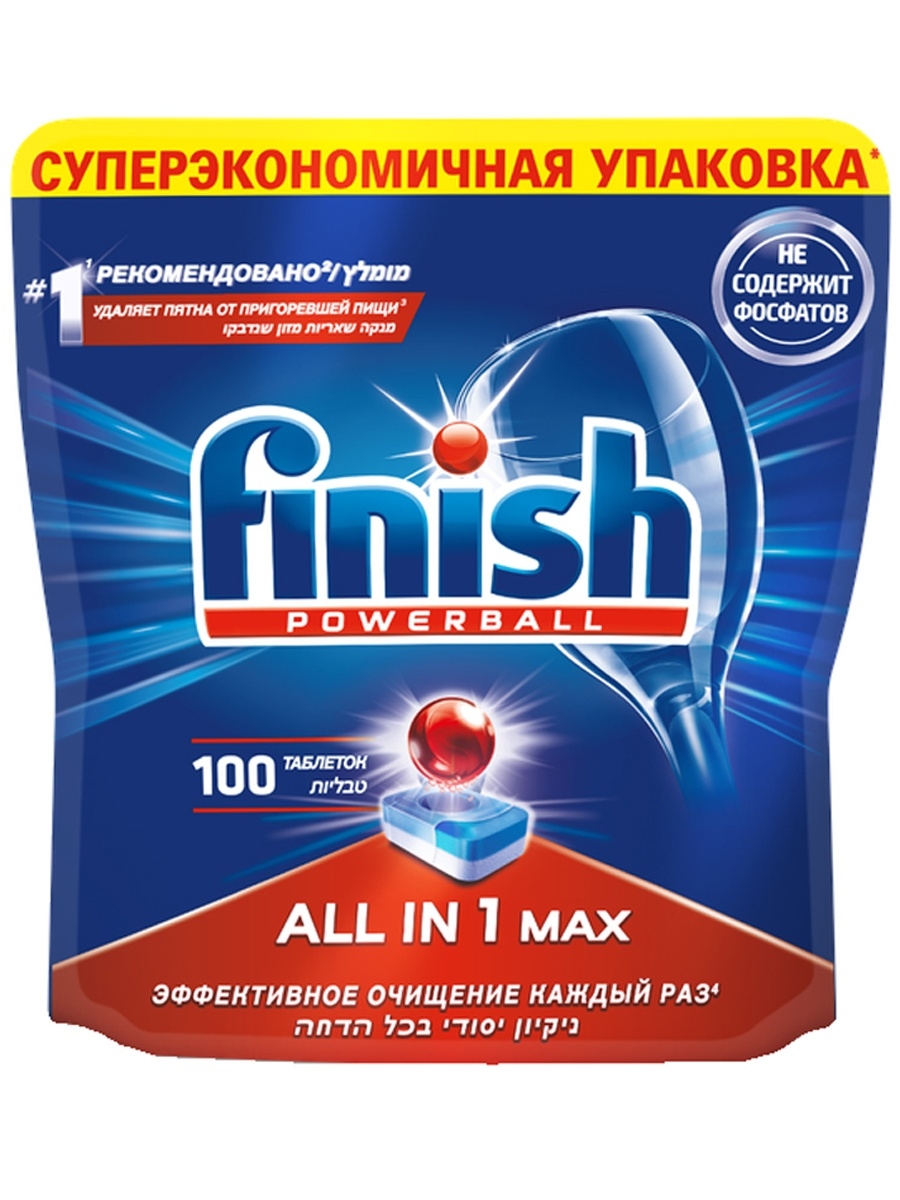 СУПЕРЭКОНОМИЧНАЯ УПАКОВКА*
#1¹ РЕКОМЕНДОВАНО²/מומלץ
УДАЛЯЕТ ПЯТНА ОТ ПРИГОРЕВШЕЙ ПИЩИ³
מנקה שאריות מזון שנדבקו
НЕ
СОДЕРЖИТ
ФОСФАТОВ
finish
POWERBALL
100 ТАБЛЕТОК
טבליות
ALL IN 1 MAX
ЭФФЕКТИВНОЕ ОЧИЩЕНИЕ КАЖДЫЙ РАЗ⁴
ניקיון יסודי בכל הדחה